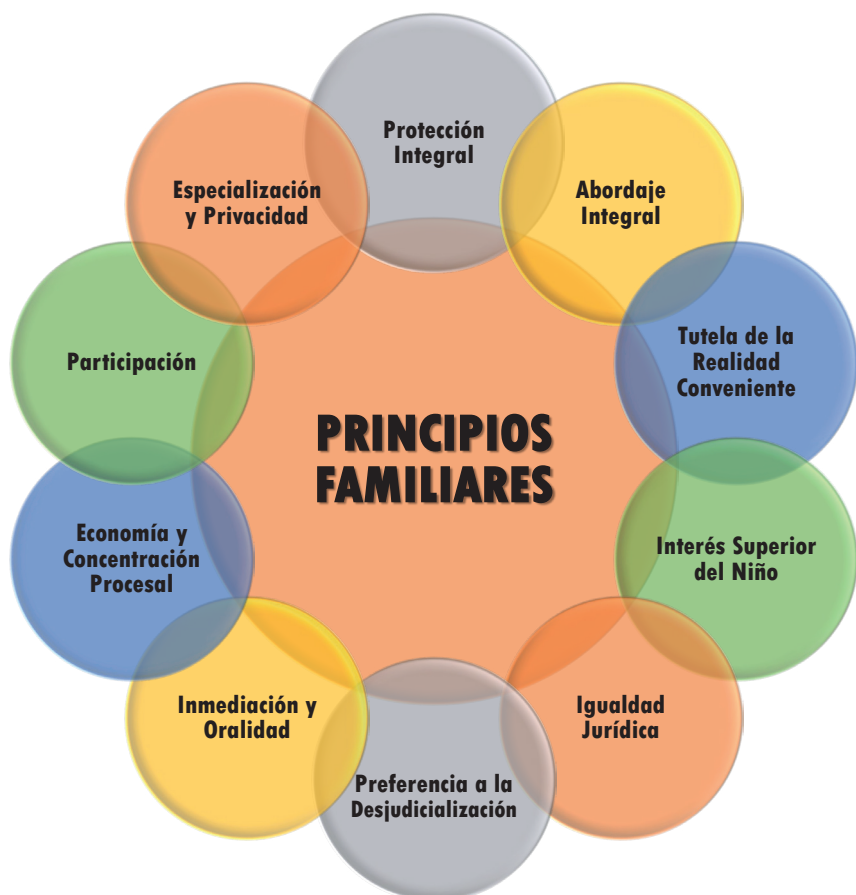 Protección
Integral
Abordaje
Integral
Tutela de la
Realidad
Conveniente
Interés Superior
del Niño
Igualdad
Jurídica
Preferencia a la
Desjudicialización
Inmediación y
Oralidad
Economía y
Concentración
Procesal
Participación
Especialización
y Privacidad
PRINCIPIOS
FAMILIARES